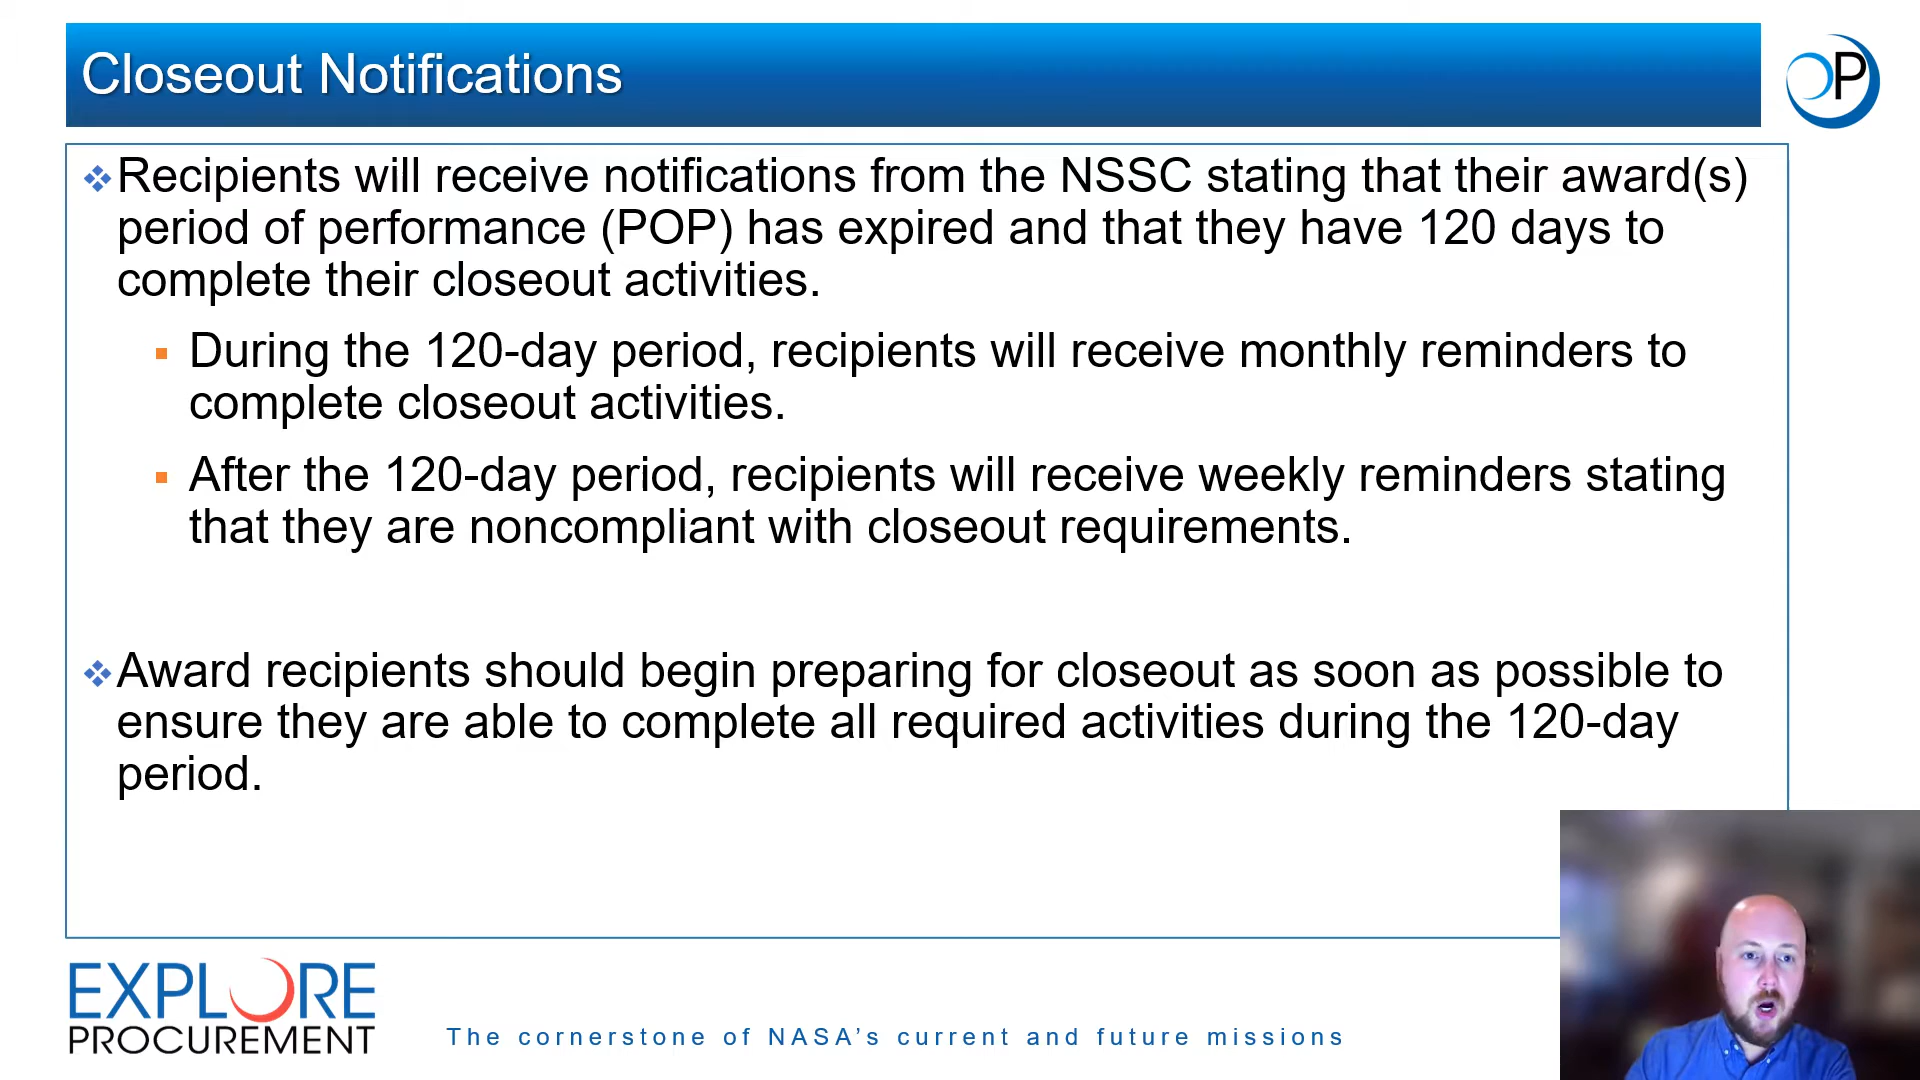 Closeout Notifications
OP
Recipients will receive notifications from the NSSC stating that their award(s)
period of performance (POP) has expired and that they have 120 days to
complete their closeout activities.
During the 120-day period, recipients will receive monthly reminders to
complete closeout activities.
After the 120-day period, recipients will receive weekly reminders stating
that they are noncompliant with closeout requirements.
Award recipients should begin preparing for closeout as soon as possible to
ensure they are able to complete all required activities during the 120-day
period.
EXPLORE
PROCUREMENT
The cornerstone of NASA’s current and future missions